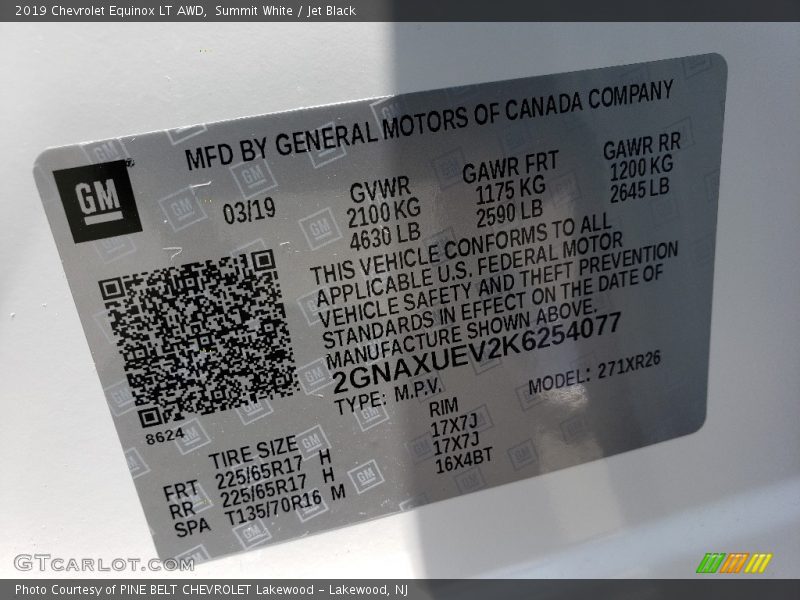 2019 Chevrolet Equinox LT AWD, Summit White / Jet Black
MFD BY GENERAL MOTORS OF CANADA COMPANY
GM
03/19
GVWR
2100 KG
4630 LB
GAWR FRT
1175 KG
2590 LB
GAWR RR
1200 KG
2645 LB
THIS VEHICLE CONFORMS TO ALL
APPLICABLE U.S. FEDERAL MOTOR
VEHICLE SAFETY AND THEFT PREVENTION
STANDARDS IN EFFECT ON THE DATE OF
MANUFACTURE SHOWN ABOVE.
2GNAXUEV2K6254077
TYPE: M.P.V.
MODEL: 271XR26
8624
TIRE SIZE
RIM
FRT 225/65R17 H 17X7J
RR 225/65R17 H 17X7J
SPA T135/70R16 M 16X4BT
GTcarlot.com
Photo Courtesy of PINE BELT CHEVROLET Lakewood - Lakewood, NJ